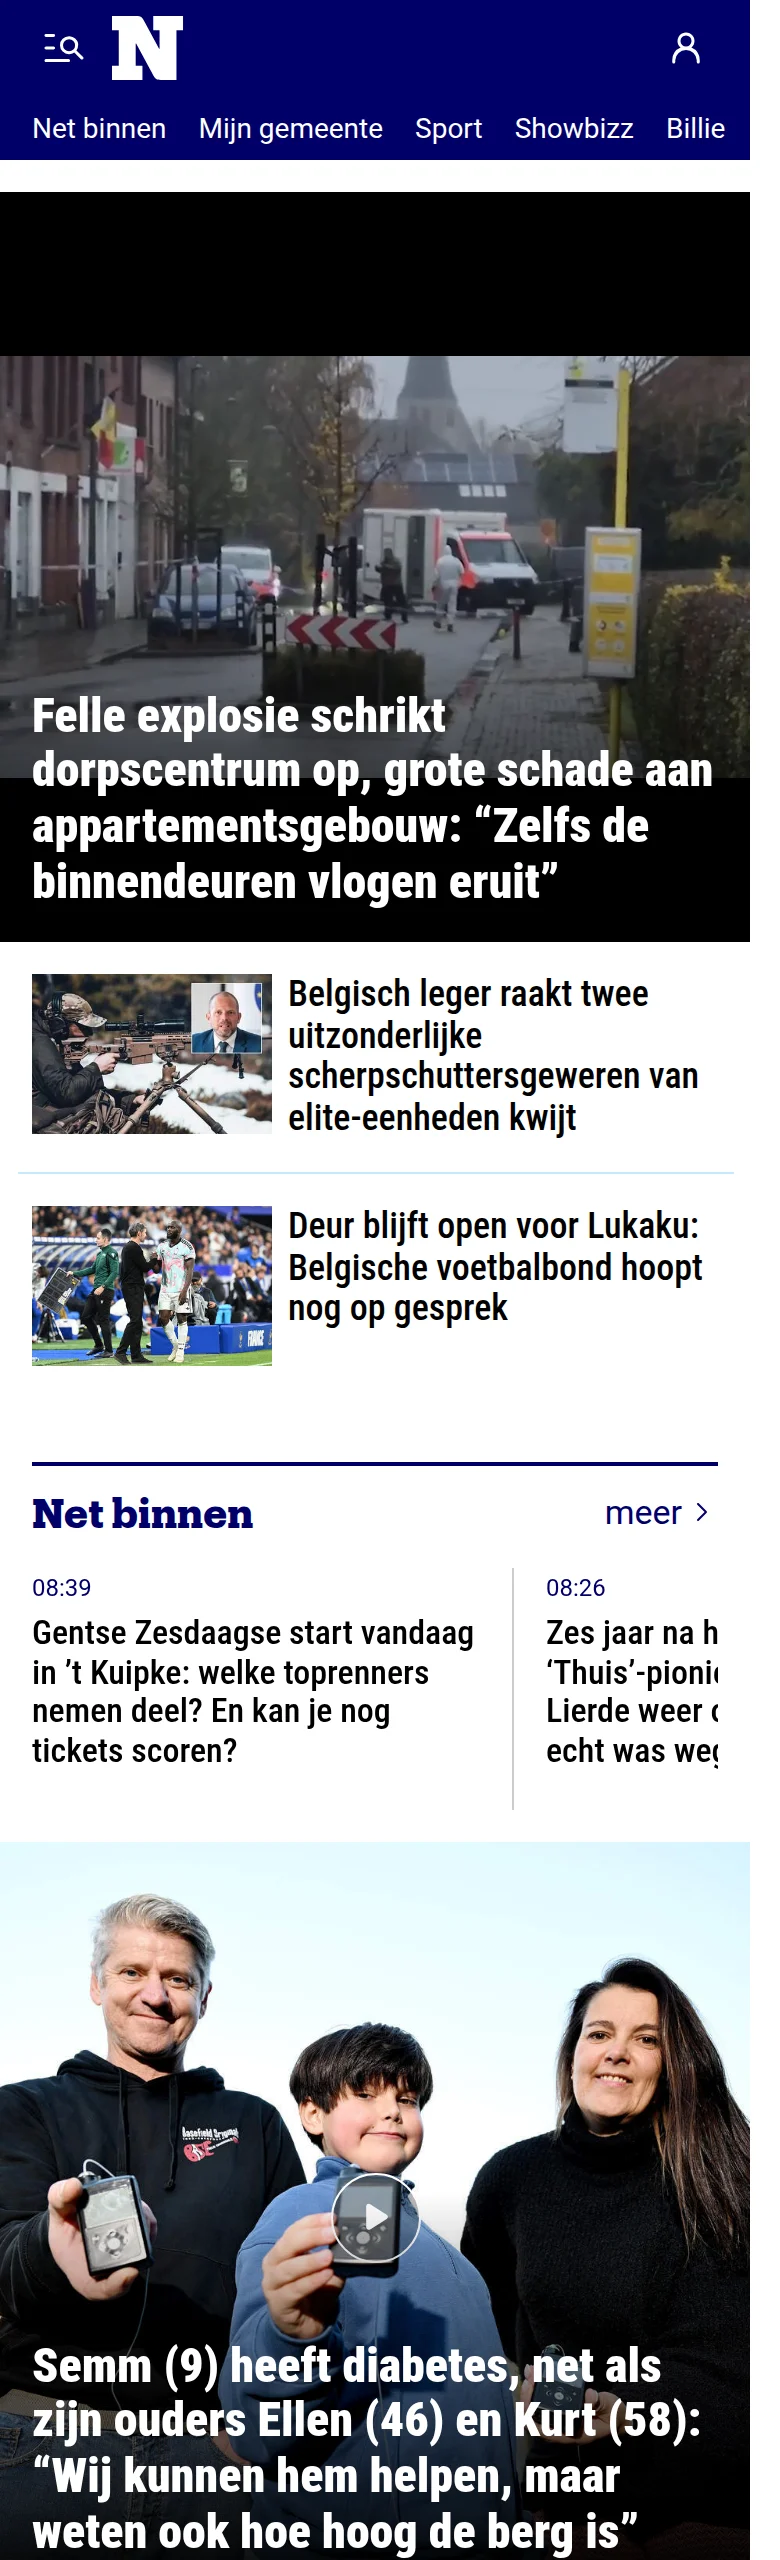 N
Net binnen Mijn gemeente Sport Showbizz Billie
Felle explosie schrikt
dorpscentrum op, grote schade aan
appartementsgebouw: “Zelfs de
binnendeuren vlogen eruit”
Belgisch leger raakt twee
uitzonderlijke
scherpschuttersgeweren van
elite-eenheden kwijt
Deur blijft open voor Lukaku:
Belgische voetbalbond hoopt
nog op gesprek
FRANCE
Net binnen meer
08:39
Gentse Zesdaagse start vandaag
in ’t Kuipke: welke toprenners
nemen deel? En kan je nog
tickets scoren?
08:26
Zes jaar na h
‘Thuis’-pionie
Lierde weer o
echt was weg
Semm (9) heeft diabetes, net als
zijn ouders Ellen (46) en Kurt (58):
“Wij kunnen hem helpen, maar
weten ook hoe hoog de berg is”